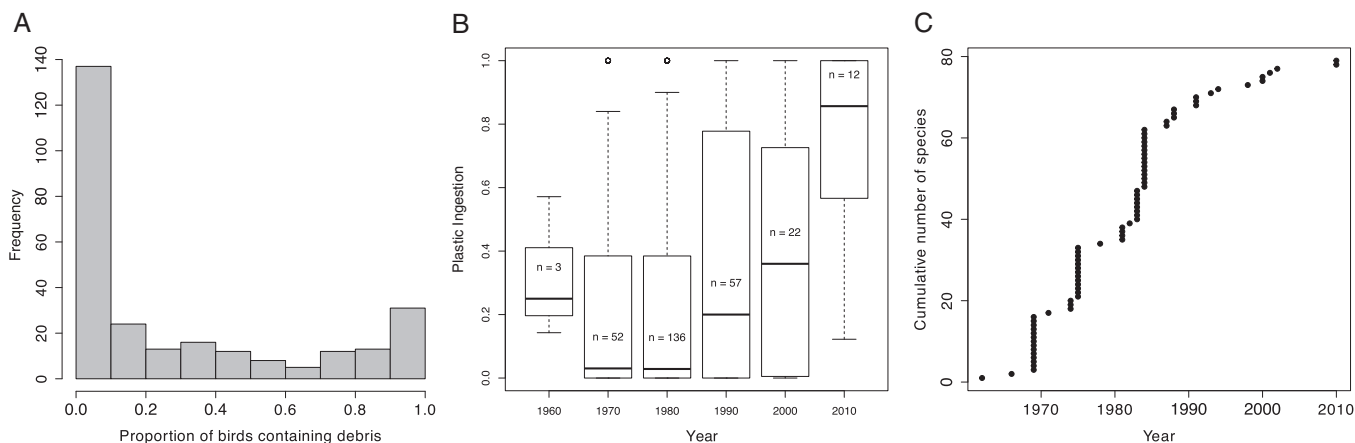 A
Frequency
140
120
100
80
60
40
20
0
0.0 0.2 0.4 0.6 0.8 1.0
Proportion of birds containing debris
B
Plastic Ingestion
1.0
0.8
0.6
0.4
0.2
0.0
n = 3
n = 52
n = 136
n = 57
n = 22
n = 12
1960 1970 1980 1990 2000 2010
Year
C
Cumulative number of species
80
60
40
20
0
1970 1980 1990 2000 2010
Year